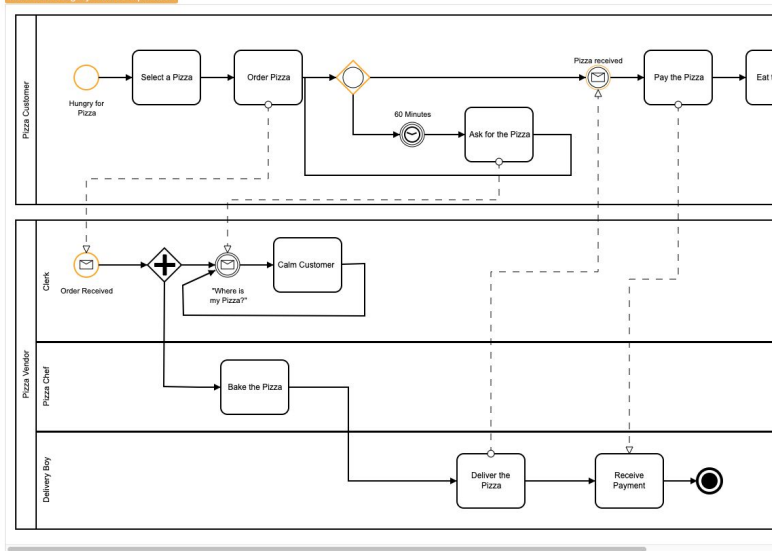 Pizza Customer
Hungry for
Pizza
Select a Pizza
Order Pizza
60 Minutes
Ask for the Pizza
Pizza received
Pay the Pizza
Eat
Pizza Vendor
Clerk
Order Received
"Where is
my Pizza?"
Calm Customer
Pizza Chef
Bake the Pizza
Delivery Boy
Deliver the
Pizza
Receive
Payment